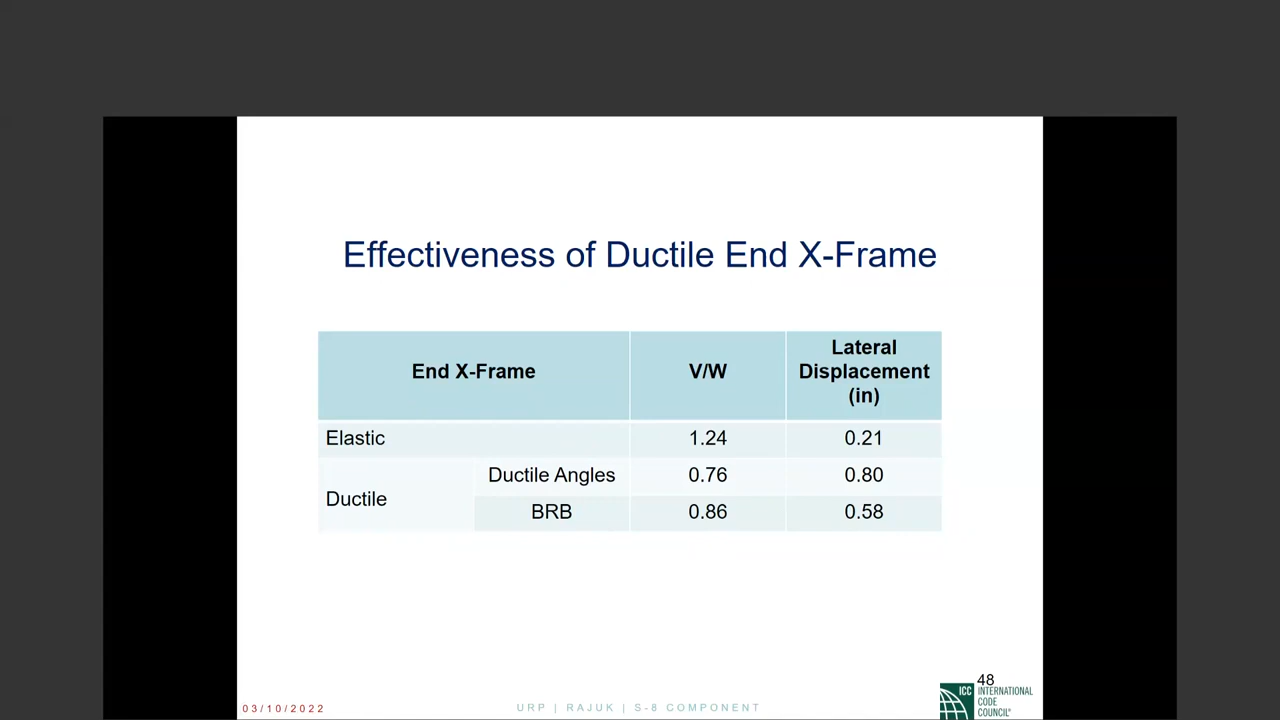 Effectiveness of Ductile End X-Frame
End X-Frame V/W Lateral Displacement (in)
Elastic 1.24 0.21
Ductile Ductile Angles 0.76 0.80
BRB 0.86 0.58
03/10/2022
URP | RAJUK | S-8 COMPONENT
48
ICC INTERNATIONAL
CODE
COUNCIL®